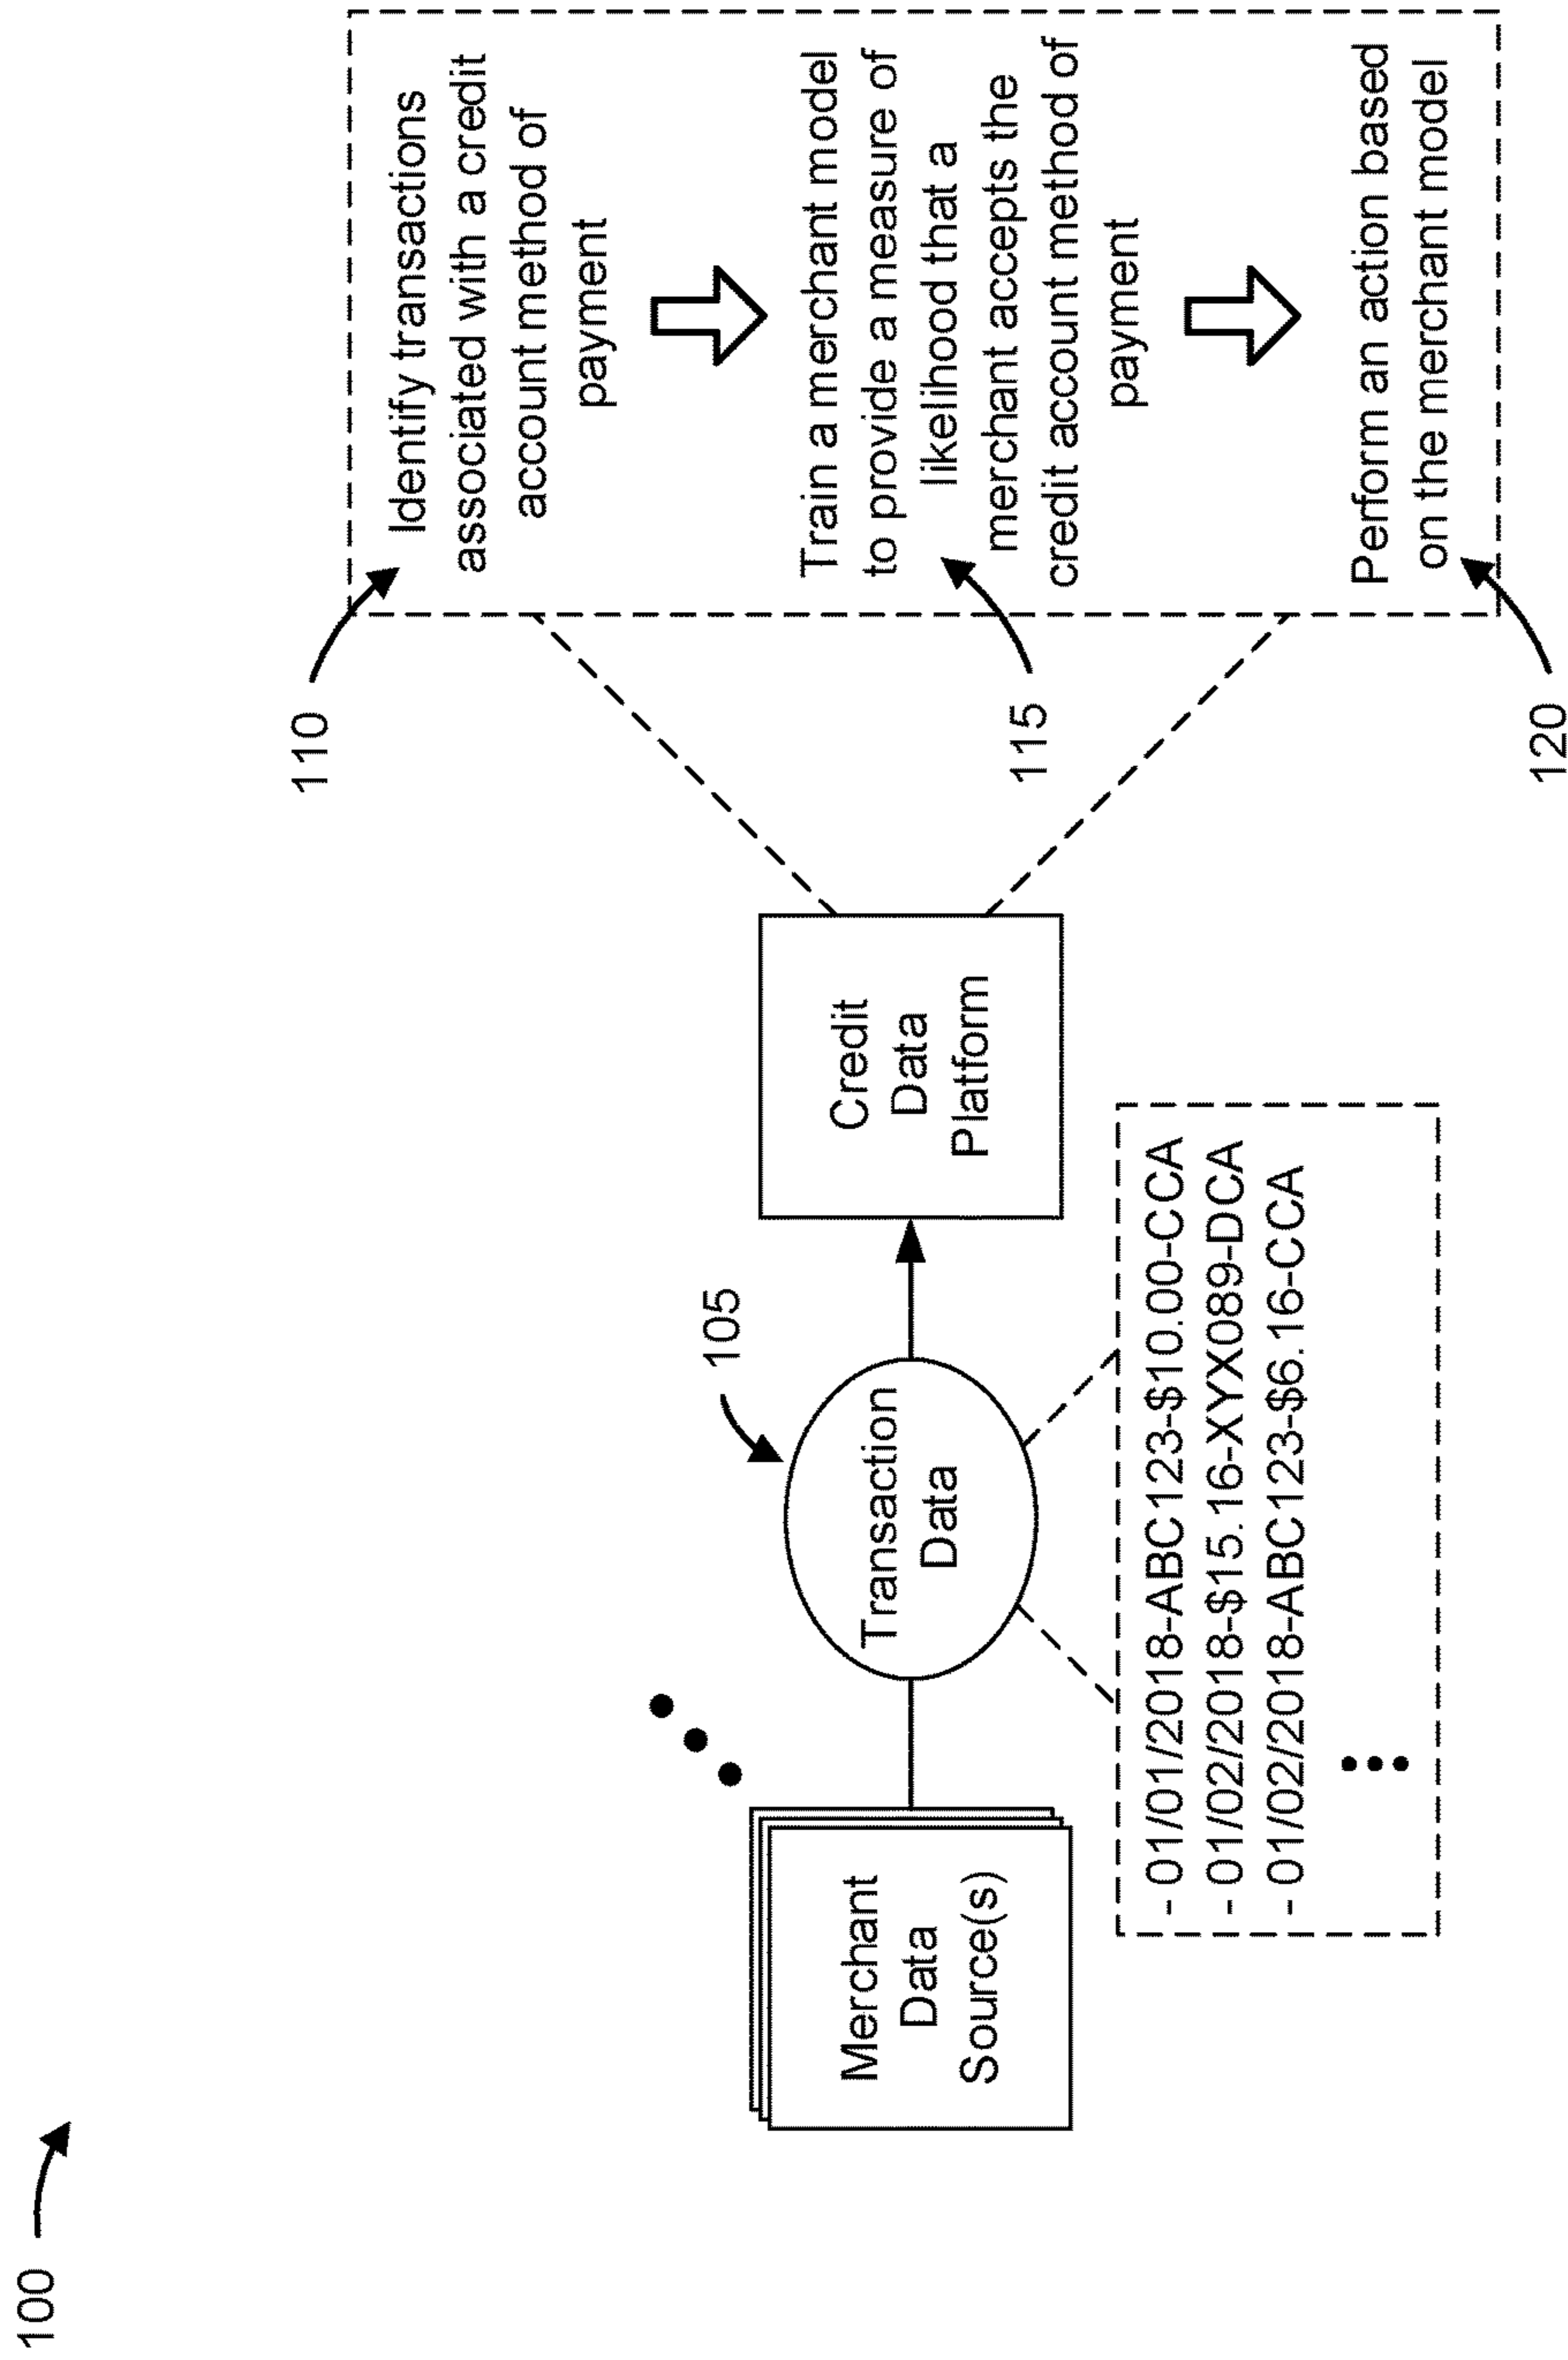 100
Merchant
Data
Source(s)
105
Transaction
Data
- 01/01/2018-ABC123-$10.00-CCA
- 01/02/2018-$15.16-XYX089-DCA
- 01/02/2018-ABC123-$6.16-CCA
Credit
Data
Platform
110
Identify transactions
associated with a credit
account method of
payment
115
Train a merchant model
to provide a measure of
likelihood that a
merchant accepts the
credit account method of
payment
120
Perform an action based
on the merchant model